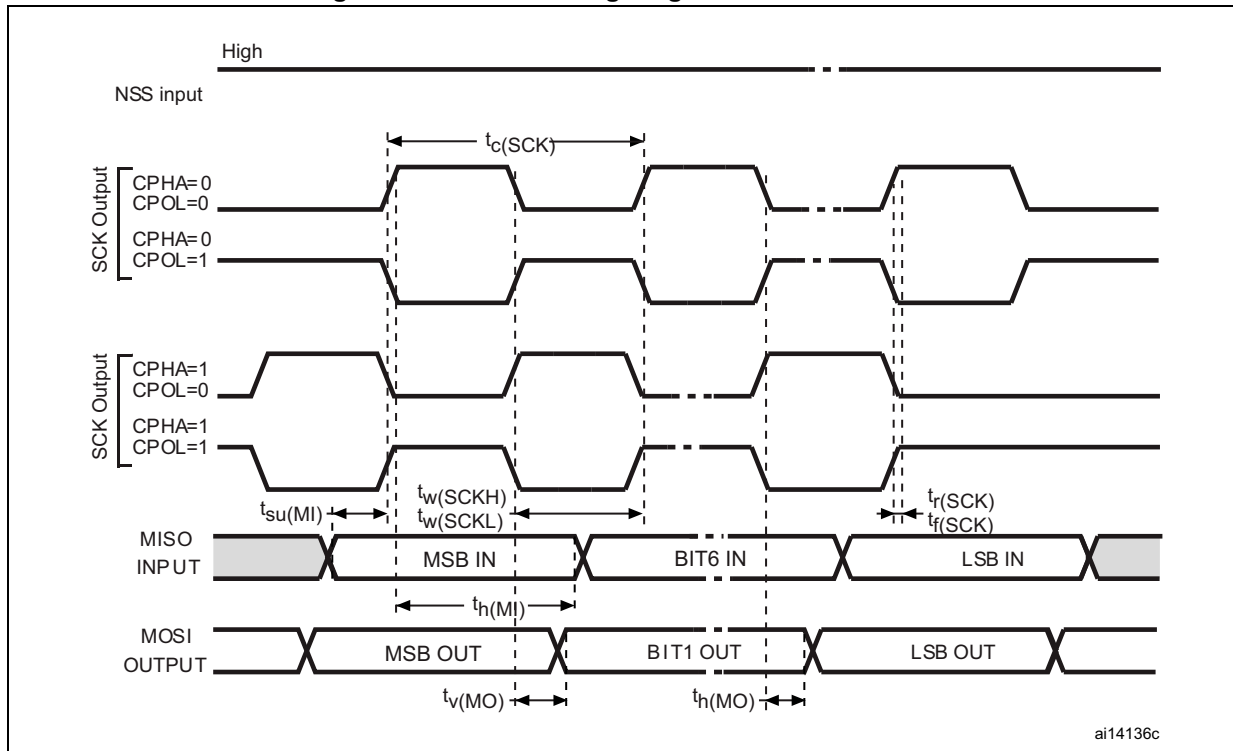 High
NSS input
tc(SCK)
SCK Output
CPHA=0
CPOL=0
CPHA=0
CPOL=1
SCK Output
CPHA=1
CPOL=0
CPHA=1
CPOL=1
tsu(MI)
tw(SCKH)
tw(SCKL)
tr(SCK)
tf(SCK)
MISO
INPUT
MSB IN
BIT6 IN
LSB IN
th(MI)
MOSI
OUTPUT
MSB OUT
BIT1 OUT
LSB OUT
tv(MO)
th(MO)
ai14136c